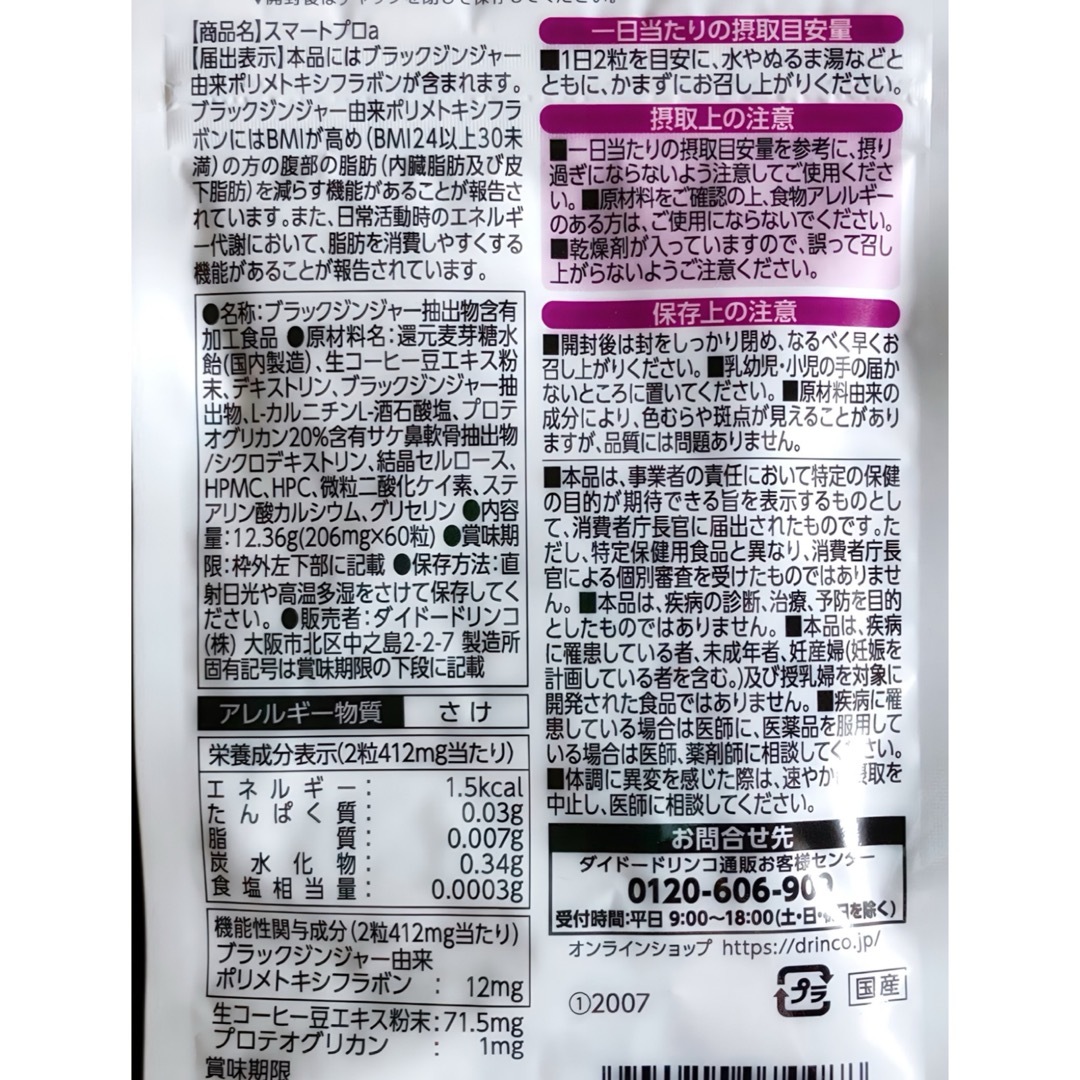 【商品名】スマートプロa
【届出表示】本品にはブラックジンジャー
由来ポリメトキシフラボンが含まれます。
ブラックジンジャー由来ポリメトキシフラ
ボンにはBMIが高め(BMI24以上30未
満)の方の腹部の脂肪(内臓脂肪及び皮
下脂肪)を減らす機能があることが報告さ
れています。また、日常活動時のエネルギ
ー代謝において、脂肪を消費しやすくする
機能があることが報告されています。
●名称:ブラックジンジャー抽出物含有
加工食品 ●原材料名:還元麦芽糖水
飴(国内製造)、生コーヒー豆エキス粉
末、デキストリン、ブラックジンジャー抽
出物、L-カルニチンL-酒石酸塩、プロテ
オグリカン20%含有サケ鼻軟骨抽出物
/シクロデキストリン、結晶セルロース、
HPMC、HPC、微粒二酸化ケイ素、ステ
アリン酸カルシウム、グリセリン ●内容
量:12.36g(206mg×60粒) ●賞味期
限:枠外左下部に記載 ●保存方法:直
射日光や高温多湿をさけて保存してく
ださい。 ●販売者:ダイドードリンコ
(株) 大阪市北区中之島2-2-7 製造所
固有記号は賞味期限の下段に記載
アレルギー物質 さけ
栄養成分表示(2粒412mg当たり)
エネルギー: 1.5kcal
たんぱく質: 0.03g
脂質: 0.007g
炭水化物: 0.34g
食塩相当量: 0.0003g
機能性関与成分(2粒412mg当たり)
ブラックジンジャー由来
ポリメトキシフラボン : 12mg
生コーヒー豆エキス粉末:71.5mg
プロテオグリカン : 1mg
賞味期限
一日当たりの摂取目安量
■1日2粒を目安に、水やぬるま湯などと
ともに、かまずにお召し上がりください。
摂取上の注意
■一日当たりの摂取目安量を参考に、摂り
過ぎにならないよう注意してご使用くださ
い。■原材料をご確認の上、食物アレルギー
のある方は、ご使用にならないでください。
■乾燥剤が入っていますので、誤って召し
上がらないようご注意ください。
保存上の注意
■開封後は封をしっかり閉め、なるべく早くお
召し上がりください。■乳幼児・小児の手の届か
ないところに置いてください。■原材料由来の
成分により、色むらや斑点が見えることがあり
ますが、品質には問題ありません。
■本品は、事業者の責任において特定の保健
の目的が期待できる旨を表示するものとし
て、消費者庁長官に届出されたものです。た
だし、特定保健用食品と異なり、消費者庁長
官による個別審査を受けたものではありませ
ん。■本品は、疾病の診断、治療、予防を目的
としたものではありません。■本品は、疾病
に罹患している者、未成年者、妊産婦(妊娠を
計画している者を含む。)及び授乳婦を対象に
開発された食品ではありません。■疾病に罹
患している場合は医師に、医薬品を服用して
いる場合は医師、薬剤師に相談してく さい。
■体調に異変を感じた際は、速やか 摂取を
中止し、医師に相談してください。
お問合せ先
ダイドードリンコ通販お客様センター
0120-606-90
受付時間:平日 9:00〜18:00(土・日・ 日を除く)
オンラインショップ https://drinco.jp/
①2007
プラ
国産